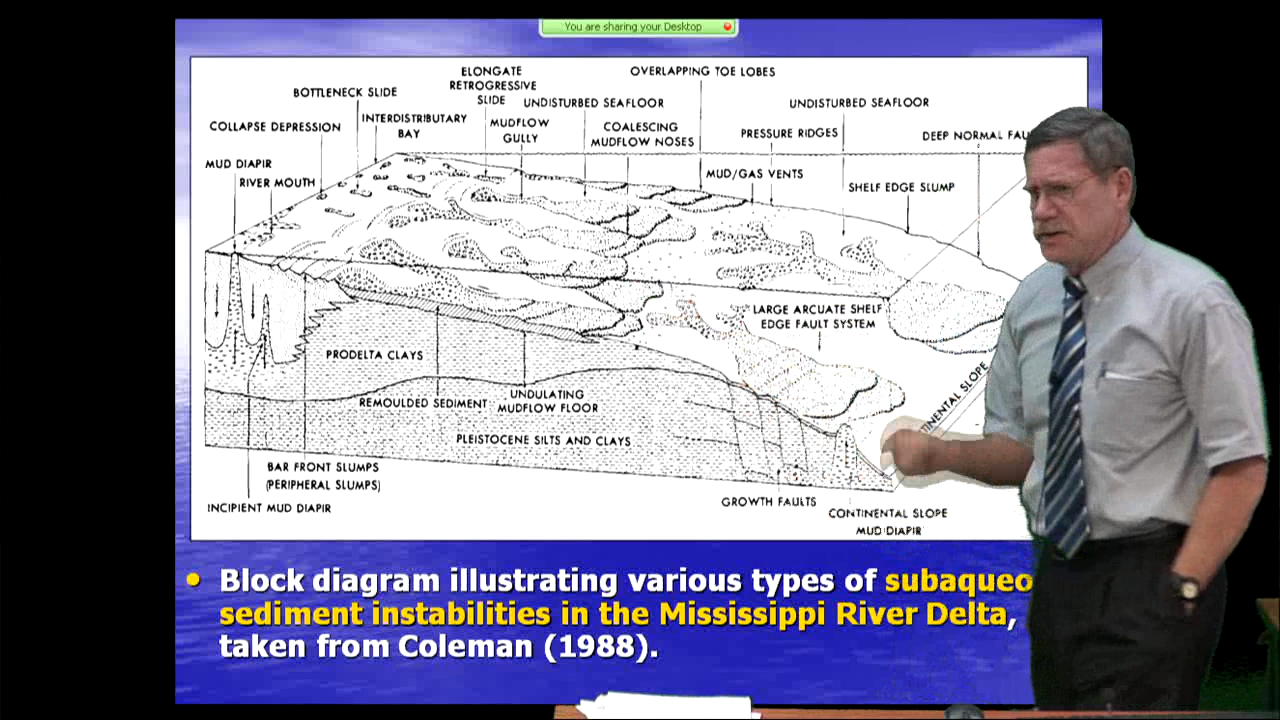 You are sharing your Desktop
OVERLAPPING TOE LOBES
ELONGATE
RETROGRESSIVE
SLIDE
BOTTLENECK SLIDE
UNDISTURBED SEAFLOOR
UNDISTURBED SEAFLOOR
INTERDISTRIBUTARY
BAY
MUDFLOW
GULLY
COALESCING
MUDFLOW NOSES
COLLAPSE DEPRESSION
PRESSURE RIDGES
DEEP NORMAL
MUD DIAPIR
RIVER MOUTH
MUD/GAS VENTS
SHELF EDGE SLUMP
LARGE ARCUATE SHELF
EDGE FAULT SYSTEM
PRODELTA CLAYS
SLOPE
REMOULDED SEDIMENT
UNDULATING
MUDFLOW FLOOR
PLEISTOCENE SILTS AND CLAYS
BAR FRONT SLUMPS
(PERIPHERAL SLUMPS)
INCIPIENT MUD DIAPIR
GROWTH FAULTS
CONTINENTAL SLOPE
MUD DIAPIR
• Block diagram illustrating various types of subaqueo
sediment instabilities in the Mississippi River Delta,
taken from Coleman (1988).